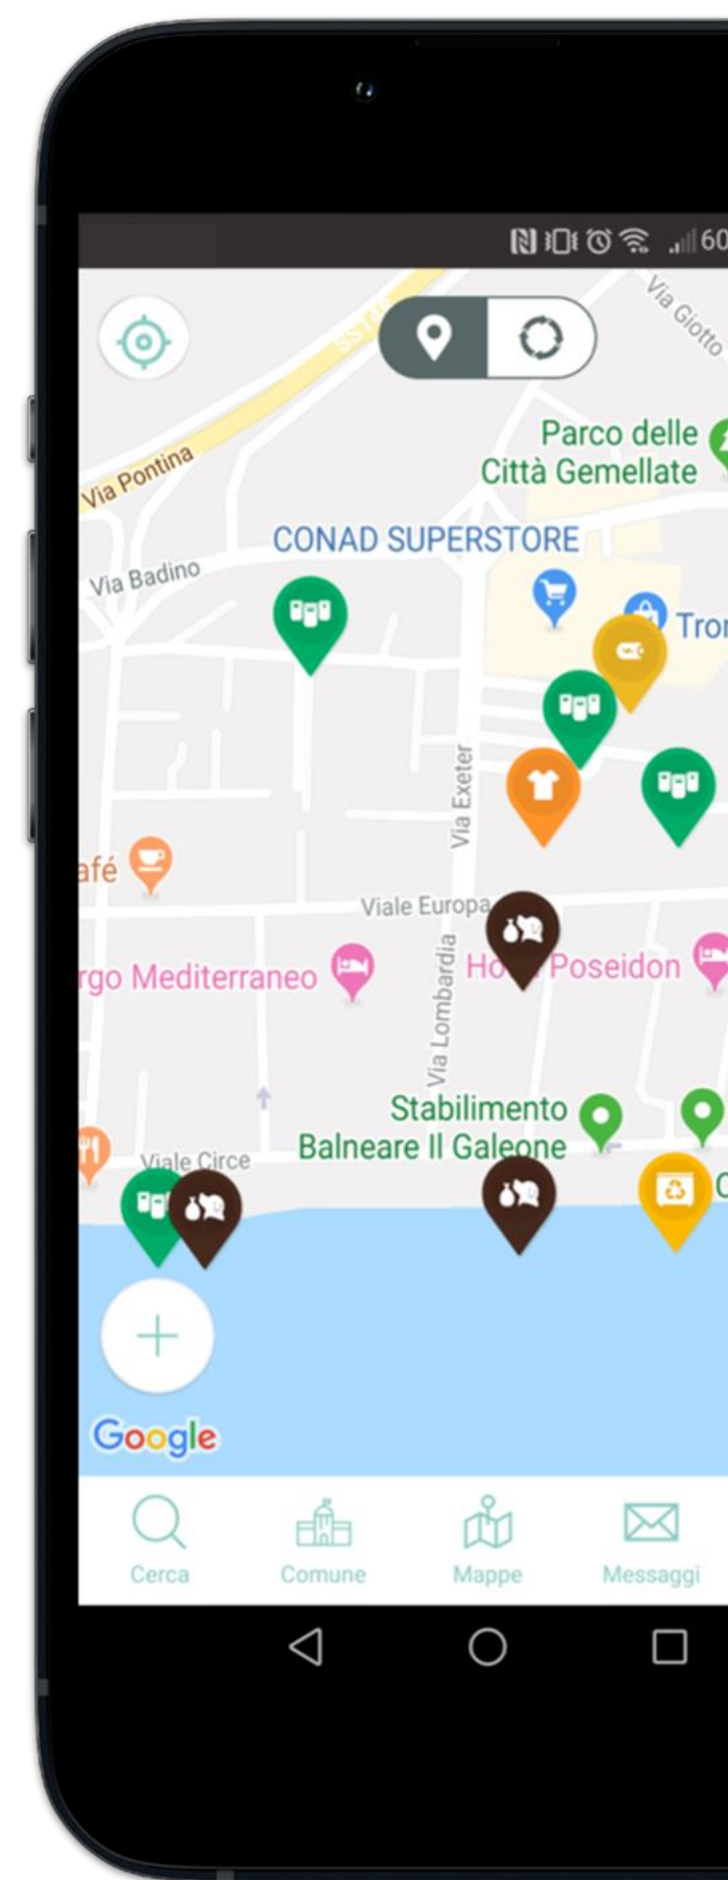 60
SS148
Via Giotto
Parco delle
Città Gemellate
Via Pontina
CONAD SUPERSTORE
Via Badino
Via Exeter
afé
Viale Europa
Poseidon
rgo Mediterraneo
Via Lombardia
Stabilimento
Balneare Il Galeone
Viale Circe
Google
Cerca
Comune
Mappe
Messaggi